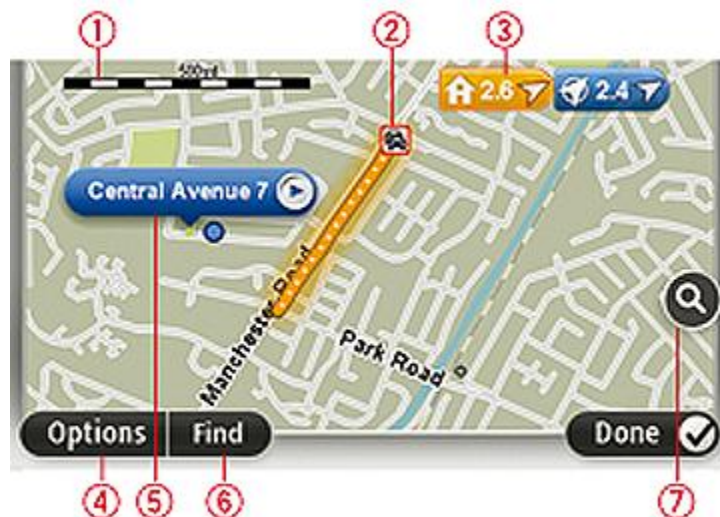 ① ② ③
500yd
2.6 2.4
Central Avenue 7
Manchester Road
Park Road
Options Find Done
④ ⑤ ⑥ ⑦